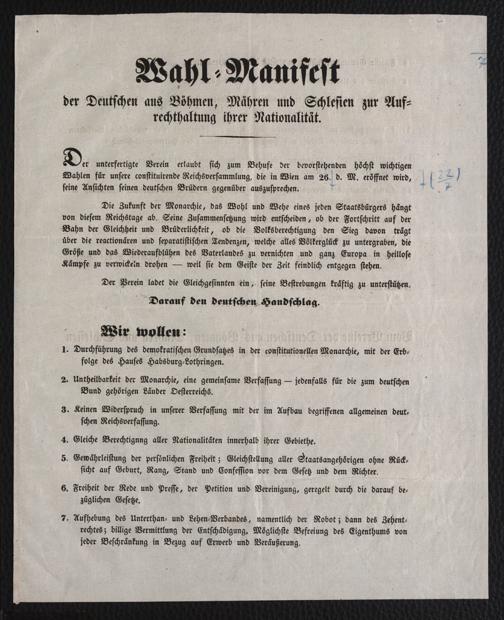 Wahl-Manifest
der Deutschen aus Böhmen, Mähren und Schlesien zur Auf=
rechthaltung ihrer Nationalität.
Der unterfertigte Verein erlaubt sich zum Behufe der bevorstehenden höchst wichtigen
Wahlen für unsere constituirende Reichsversammlung, die in Wien am 26. d. M. eröffnet wird,
seine Ansichten seinen deutschen Brüdern gegenüber auszusprechen.
Die Zukunft der Monarchie, das Wohl und Wehe eines jeden Staatsbürgers hängt
von diesem Reichstage ab. Seine Zusammensetzung wird entscheiden, ob der Fortschritt auf der
Bahn der Gleichheit und Brüderlichkeit, ob die Volksberechtigung den Sieg davon trägt
über die reactionären und separatistischen Tendenzen, welche alles Völkerglück zu untergraben, die
Größe und das Wiederaufblühen des Vaterlandes zu vernichten und ganz Europa in heillose
Kämpfe zu verwickeln drohen — weil sie dem Geiste der Zeit feindlich entgegen stehen.
Der Verein ladet die Gleichgesinnten ein, seine Bestrebungen kräftig zu unterstützen.
Darauf den deutschen Handschlag.
Wir wollen:
1. Durchführung des demokratischen Grundsatzes in der constitutionellen Monarchie, mit der Erb=
folge des Hauses Habsburg-Lothringen.
2. Untheilbarkeit der Monarchie, eine gemeinsame Verfassung — jedenfalls für die zum deutschen
Bund gehörigen Länder Oesterreichs.
3. Keinen Widerspruch in unserer Verfassung mit der im Aufbau begriffenen allgemeinen deut=
schen Reichsverfassung.
4. Gleiche Berechtigung aller Nationalitäten innerhalb ihrer Gebiethe.
5. Gewährleistung der persönlichen Freiheit; Gleichstellung aller Staatsangehörigen ohne Rück=
sicht auf Geburt, Rang, Stand und Confession vor dem Gesetz und dem Richter.
6. Freiheit der Rede und Presse, der Petition und Vereinigung, geregelt durch die darauf be=
züglichen Gesetze.
7. Aufhebung des Unterthan- und Lehen-Verbandes, namentlich der Robot; dann des Zehent=
rechtes; billige Vermittlung der Entschädigung, Möglichste Befreiung des Eigenthums von
jeder Beschränkung in Bezug auf Erwerb und Veräußerung.